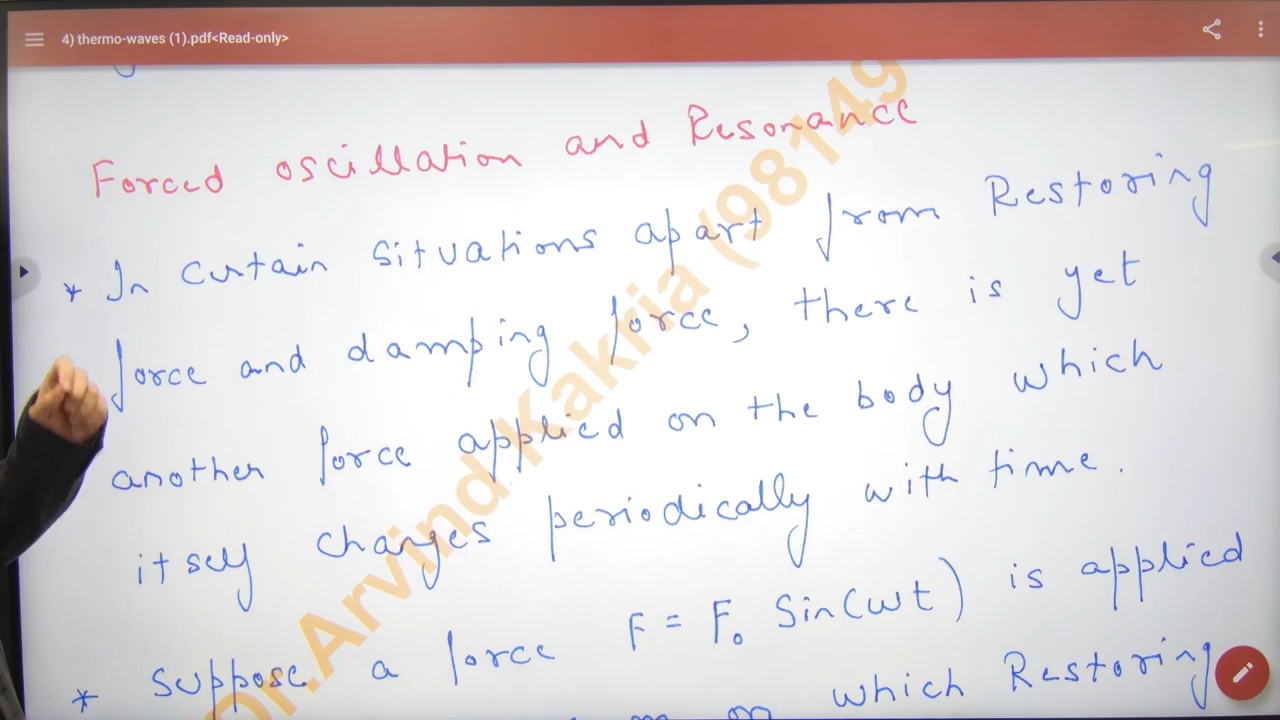 4) thermo-waves (1).pdf<Read-only>
Forced oscillation and Resonance
* In certain situations apart from Restoring
force and damping force, there is yet
another force applied on the body which
itself changes periodically with time.
* Suppose a force F = F₀ Sin(ωt) is applied
on which Restoring
Dr.Arvind Kakria (98149